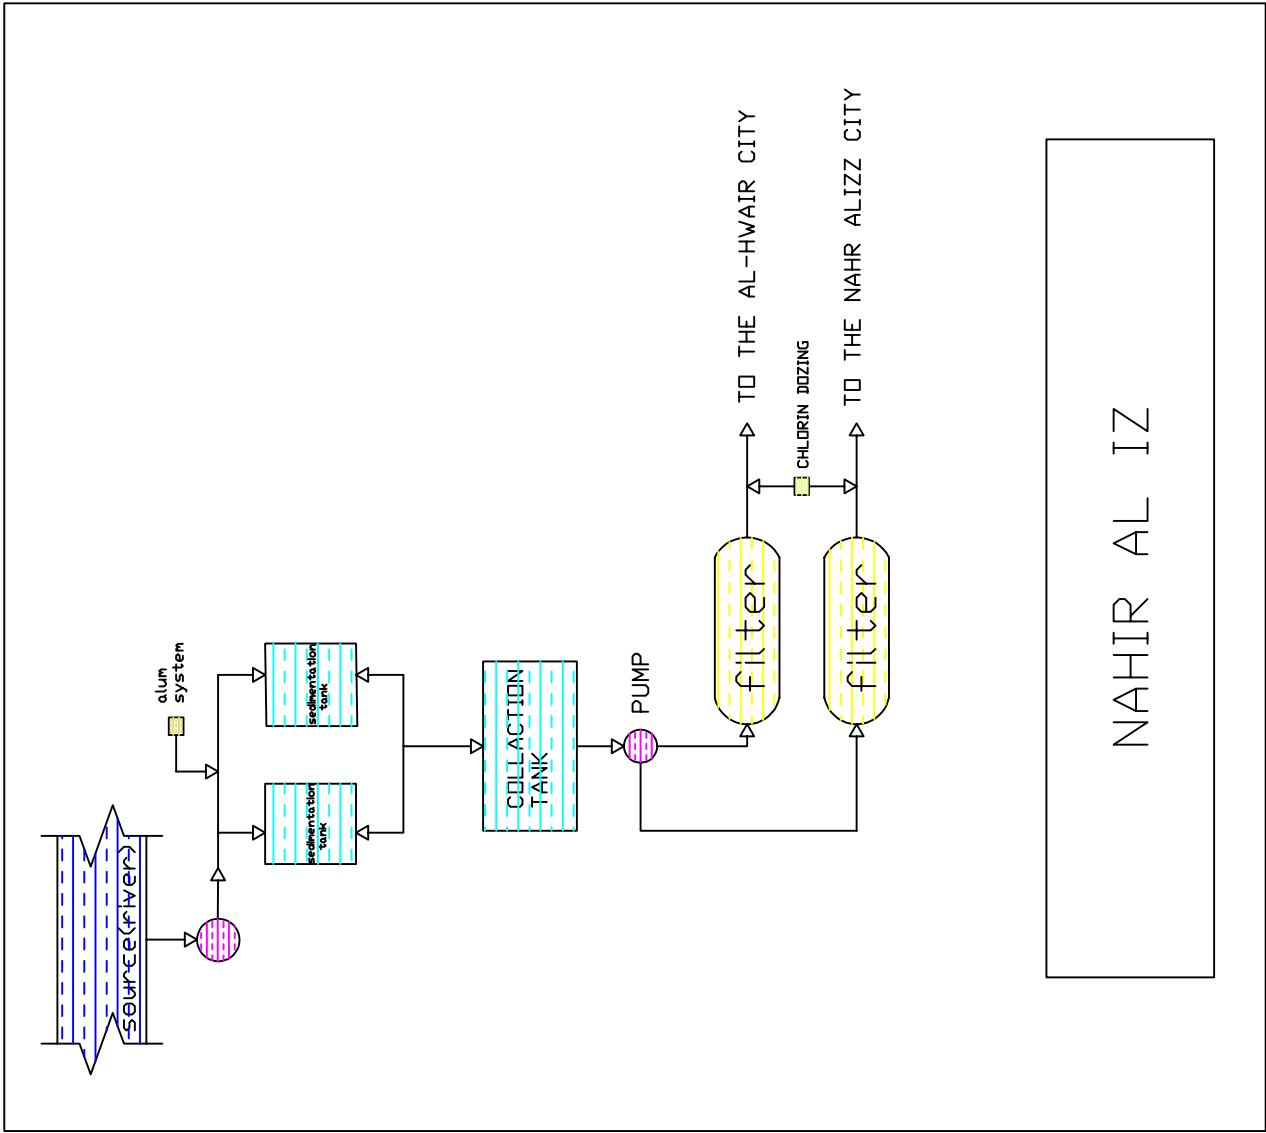 source(river)
alum
system
sedimentation
tank
sedimentation
tank
COLLACTION
TANK
PUMP
filter
filter
CHLORIN DOZING
TO THE AL-HWAIR CITY
TO THE NAHR ALIZZ CITY
NAHIR AL IZ